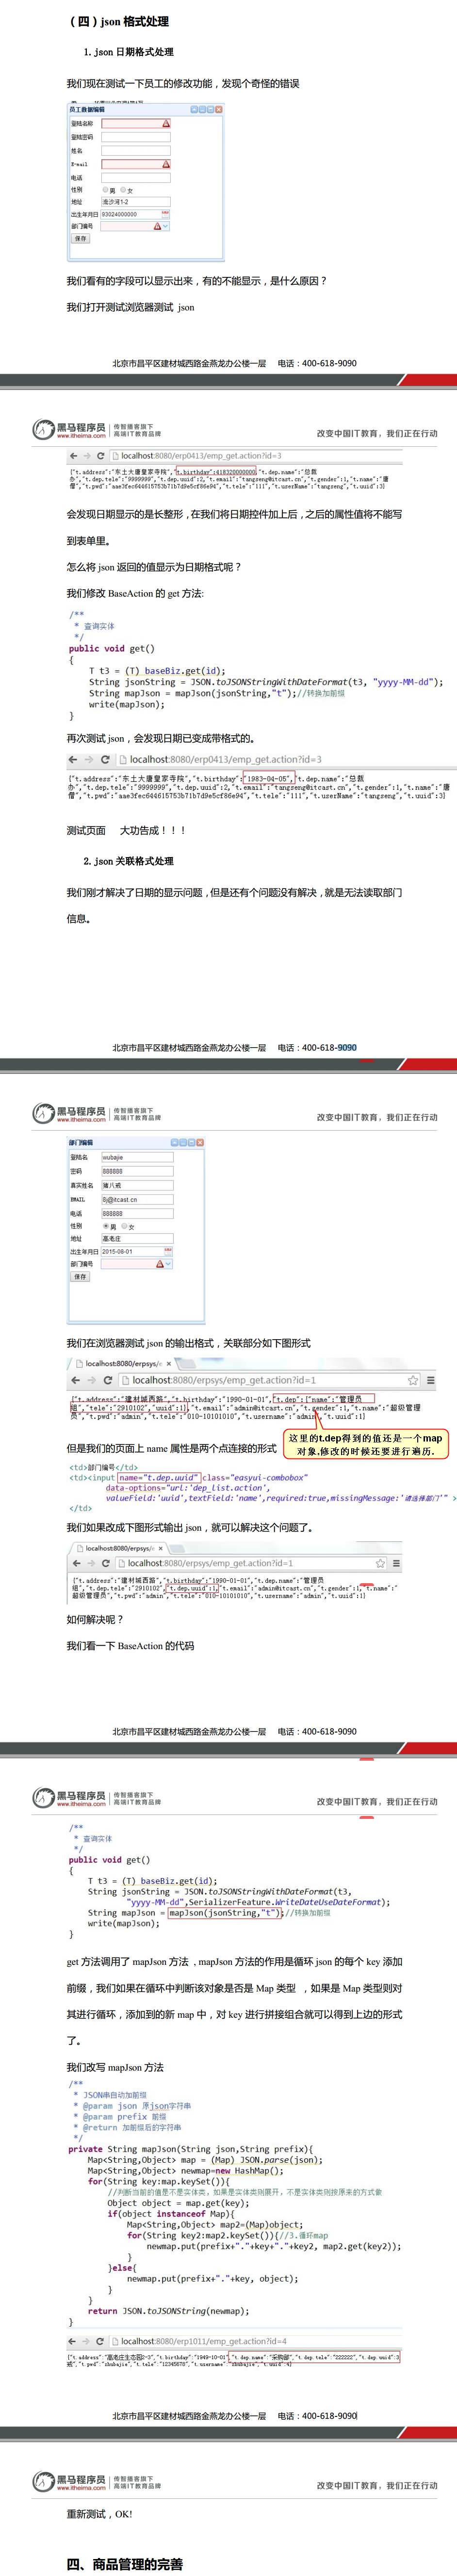 （四）json 格式处理
1. json 日期格式处理
我们现在测试一下员工的修改功能，发现个奇怪的错误
员工数据编辑
登陆名称
登陆密码
姓名
E-mail
电话
性别 男 女
地址 流沙河1-2
出生年月日 93024000000
部门编号
保存
我们看有的字段可以显示出来，有的不能显示，是什么原因？
我们打开测试浏览器测试 json
北京市昌平区建材城西路金燕龙办公楼一层 电话：400-618-9090
黑马程序员
www.itheima.com
传智播客旗下
高端IT教育品牌
改变中国IT教育，我们正在行动
localhost:8080/erp0413/emp_get.action?id=3
{"t.address":"东土大唐皇家寺院","t.birthday":418320000000,"t.dep.name":"总裁
办","t.dep.tele":"9999999","t.dep.uuid":2,"t.email":"tangseng@itcast.cn","t.gender":1,"t.name":"唐
僧","t.pwd":"aae3fec644615753b71b7d9e5cf86e94","t.tele":"111","t.userName":"tangseng","t.uuid":3}
会发现日期显示的是长整形，在我们将日期控件加上后，之后的属性值将不能写
到表单里。
怎么将 json 返回的值显示为日期格式呢？
我们修改 BaseAction 的 get 方法:
/**
* 查询实体
*/
public void get()
{
T t3 = (T) baseBiz.get(id);
String jsonString = JSON.toJSONStringWithDateFormat(t3, "yyyy-MM-dd");
String mapJson = mapJson(jsonString,"t");//转换加前缀
write(mapJson);
}
再次测试 json，会发现日期已变成带格式的。
localhost:8080/erp0413/emp_get.action?id=3
{"t.address":"东土大唐皇家寺院","t.birthday":"1983-04-05","t.dep.name":"总裁
办","t.dep.tele":"9999999","t.dep.uuid":2,"t.email":"tangseng@itcast.cn","t.gender":1,"t.name":"唐
僧","t.pwd":"aae3fec644615753b71b7d9e5cf86e94","t.tele":"111","t.userName":"tangseng","t.uuid":3}
测试页面 大功告成！！！
2. json 关联格式处理
我们刚才解决了日期的显示问题，但是还有个问题没有解决，就是无法读取部门
信息。
北京市昌平区建材城西路金燕龙办公楼一层 电话：400-618-9090
黑马程序员
www.itheima.com
传智播客旗下
高端IT教育品牌
改变中国IT教育，我们正在行动
部门编辑
登陆名 wubajie
密码 888888
真实姓名 猪八戒
EMAIL Bj@itcast.cn
电话 888888
性别 男 女
地址 高老庄
出生年月日 2015-08-01
部门编号
保存
我们在浏览器测试 json 的输出格式，关联部分如下图形式
localhost:8080/erpsys/e
localhost:8080/erpsys/emp_get.action?id=1
{"t.address":"建材城西路","t.birthday":"1990-01-01","t.dep":{"name":"管理员
组","tele":"2910102","uuid":1},"t.email":"admin@itcast.cn","t.gender":1,"t.name":"超级管理
员","t.pwd":"admin","t.tele":"010-10101010","t.username":"admin","t.uuid":1}
这里的t.dep得到的值还是一个map
对象,修改的时候还要进行遍历.
但是我们的页面上 name 属性是两个点连接的形式
<td>部门编号</td>
<td><input name="t.dep.uuid" class="easyui-combobox"
data-options="url:'dep_list.action',
valueField:'uuid',textField:'name',required:true,missingMessage:'请选择部门'" >
</td>
我们如果改成下图形式输出 json，就可以解决这个问题了。
localhost:8080/erpsys/e
localhost:8080/erpsys/emp_get.action?id=1
{"t.address":"建材城西路","t.birthday":"1990-01-01","t.dep.name":"管理员
组","t.dep.tele":"2910102","t.dep.uuid":1,"t.email":"admin@itcast.cn","t.gender":1,"t.name":"
超级管理员","t.pwd":"admin","t.tele":"010-10101010","t.username":"admin","t.uuid":1}
如何解决呢？
我们看一下 BaseAction 的代码
北京市昌平区建材城西路金燕龙办公楼一层 电话：400-618-9090
黑马程序员
www.itheima.com
传智播客旗下
高端IT教育品牌
改变中国IT教育，我们正在行动
/**
* 查询实体
*/
public void get()
{
T t3 = (T) baseBiz.get(id);
String jsonString = JSON.toJSONStringWithDateFormat(t3,
"yyyy-MM-dd",SerializerFeature.WriteDateUseDateFormat);
String mapJson = mapJson(jsonString,"t");//转换加前缀
write(mapJson);
}
get 方法调用了 mapJson 方法 ，mapJson 方法的作用是循环 json 的每个 key 添加
前缀，我们如果在循环中判断该对象是否是 Map 类型 ，如果是 Map 类型则对
其进行循环，添加到的新 map 中，对 key 进行拼接组合就可以得到上边的形式
了。
我们改写 mapJson 方法
/**
* JSON串自动加前缀
* @param json 原json字符串
* @param prefix 前缀
* @return 加前缀后的字符串
*/
private String mapJson(String json,String prefix){
Map<String,Object> map = (Map) JSON.parse(json);
Map<String,Object> newmap=new HashMap();
for(String key:map.keySet()){
//判断当前的值是不是实体类，如果是实体类则展开，不是实体类则按原来的方式做
Object object = map.get(key);
if(object instanceof Map){
Map<String,Object> map2=(Map)object;
for(String key2:map2.keySet()){//3.循环map
newmap.put(prefix+"."+key+"."+key2, map2.get(key2));
}
}else{
newmap.put(prefix+"."+key, object);
}
}
return JSON.toJSONString(newmap);
}
localhost:8080/erp1011/emp_get.action?id=4
{"t.address":"高老庄生态园2-3","t.birthday":"1949-10-01","t.dep.name":"采购部","t.dep.tele":"222222","t.dep.uuid":3
戒","t.pwd":"zhubajie","t.tele":"12345678","t.username":"zhubajie","t.uuid":4}
北京市昌平区建材城西路金燕龙办公楼一层 电话：400-618-9090
黑马程序员
www.itheima.com
传智播客旗下
高端IT教育品牌
改变中国IT教育，我们正在行动
重新测试，OK!
四、商品管理的完善